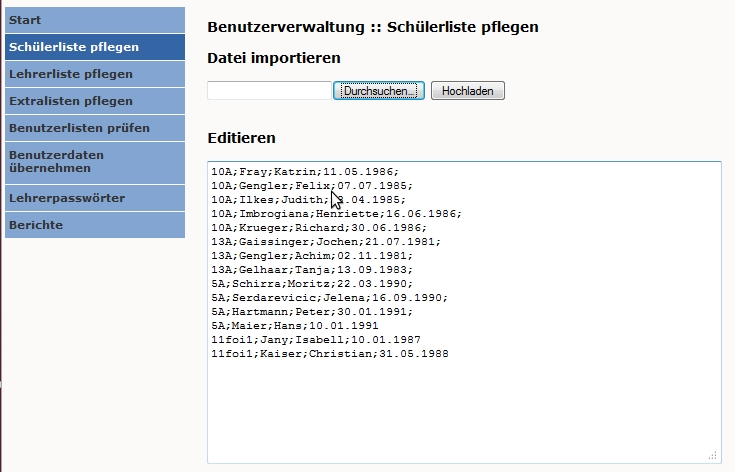 Start
Schülerliste pflegen
Lehrerliste pflegen
Extralisten pflegen
Benutzerlisten prüfen
Benutzerdaten
übernehmen
Lehrerpasswörter
Berichte
Benutzerverwaltung :: Schülerliste pflegen
Datei importieren
Durchsuchen... Hochladen
Editieren
10A;Fray;Katrin;11.05.1986;
10A;Gengler;Felix;07.07.1985;
10A;Ilkes;Judith; .04.1985;
10A;Imbrogiana;Henriette;16.06.1986;
10A;Krueger;Richard;30.06.1986;
13A;Gaissinger;Jochen;21.07.1981;
13A;Gengler;Achim;02.11.1981;
13A;Gelhaar;Tanja;13.09.1983;
5A;Schirra;Moritz;22.03.1990;
5A;Serdarevicic;Jelena;16.09.1990;
5A;Hartmann;Peter;30.01.1991;
5A;Maier;Hans;10.01.1991
11foi1;Jany;Isabell;10.01.1987
11foi1;Kaiser;Christian;31.05.1988